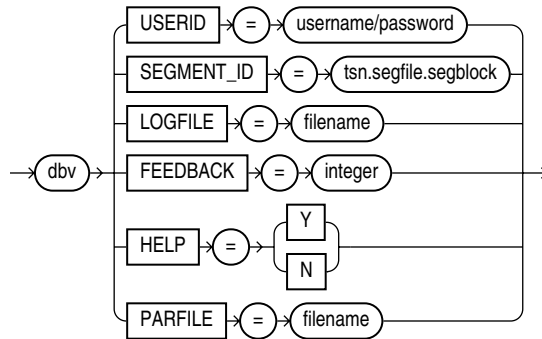 USERID = username/password
SEGMENT_ID = tsn.segfile.segblock
LOGFILE = filename
dbv FEEDBACK = integer
Y
HELP =
N
PARFILE = filename